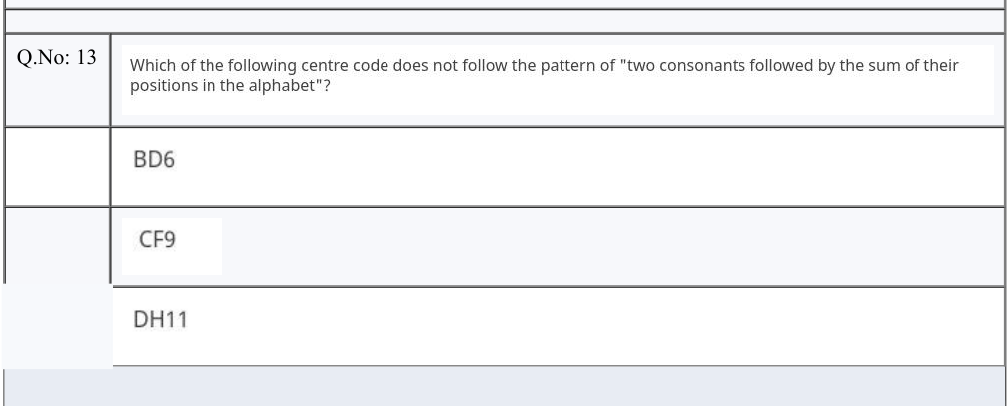 Q.No: 13
Which of the following centre code does not follow the pattern of "two consonants followed by the sum of their
positions in the alphabet"?
BD6
CF9
DH11